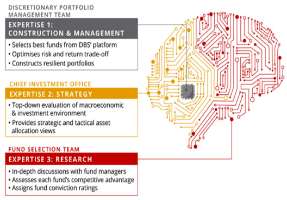 DISCRETIONARY PORTFOLIO
MANAGEMENT TEAM
EXPERTISE 1:
CONSTRUCTION & MANAGEMENT
• Selects best funds from DBS' platform
• Optimises risk and return trade-off
• Constructs resilient portfolios
CHIEF INVESTMENT OFFICE
EXPERTISE 2: STRATEGY
• Top-down evaluation of macroeconomic
& investment environment
• Provides strategic and tactical asset
allocation views
FUND SELECTION TEAM
EXPERTISE 3: RESEARCH
• In-depth discussions with fund managers
• Assesses each fund's competitive advantage
• Assigns fund conviction ratings